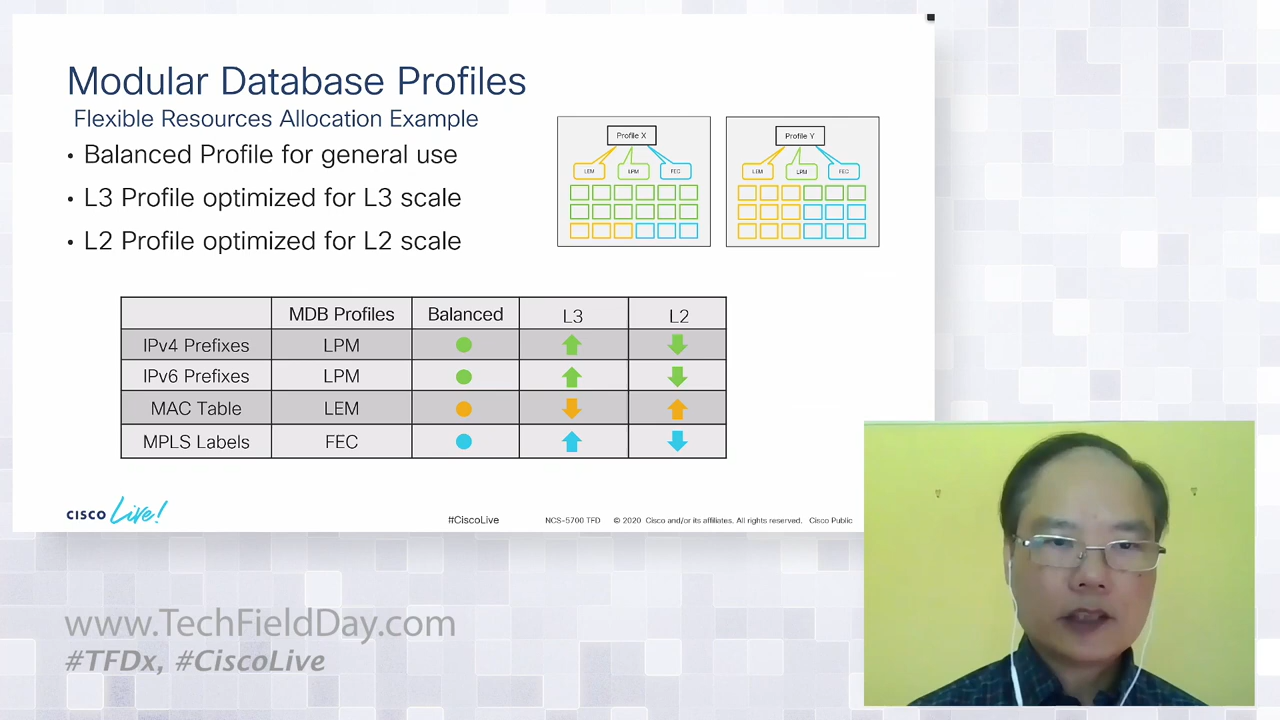 Modular Database Profiles
Flexible Resources Allocation Example
• Balanced Profile for general use
• L3 Profile optimized for L3 scale
• L2 Profile optimized for L2 scale
Profile X
LEM LPM FEC
Profile Y
LEM LPM FEC
MDB Profiles Balanced L3 L2
IPv4 Prefixes LPM
IPv6 Prefixes LPM
MAC Table LEM
MPLS Labels FEC
CISCO Live!
#CiscoLive NCS-5700 TFD © 2020 Cisco and/or its affiliates. All rights reserved. Cisco Public
www.TechFieldDay.com
#TFDx, #CiscoLive